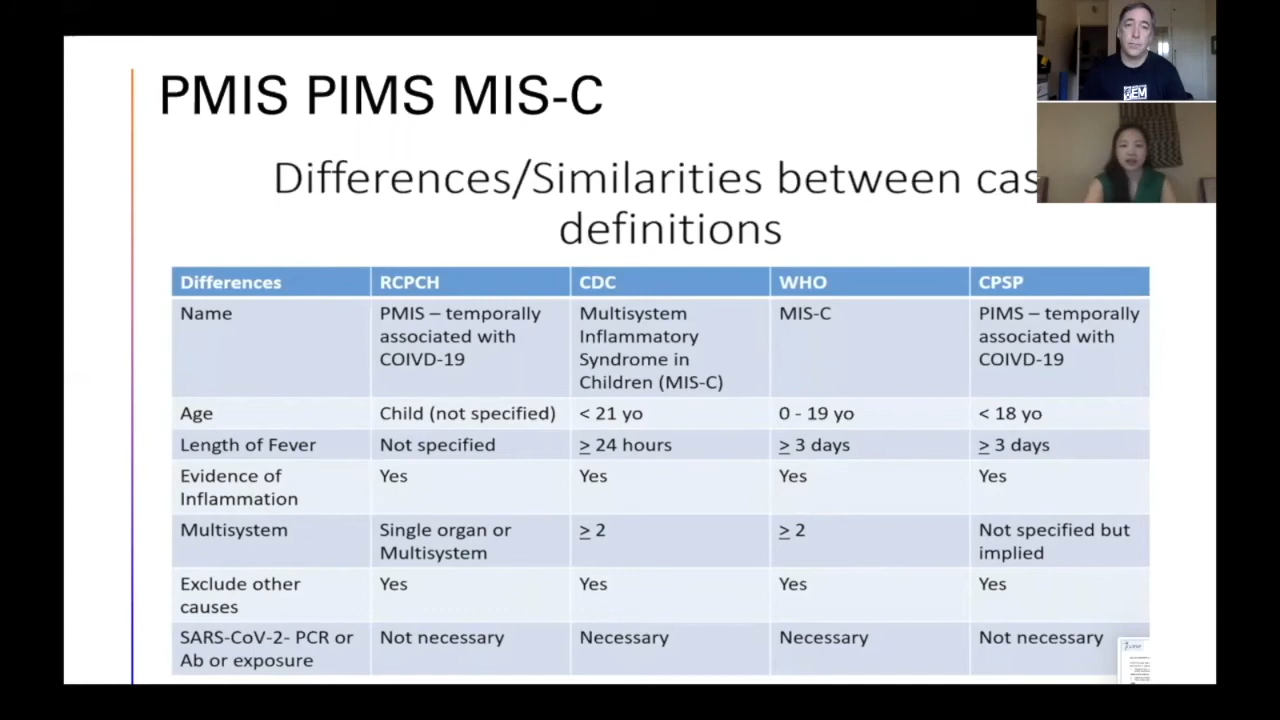 PMIS PIMS MIS-C
Differences/Similarities between
definitions
Differences RCPCH CDC WHO CPSP
Name PMIS – temporally associated with COIVD-19 Multisystem Inflammatory Syndrome in Children (MIS-C) MIS-C PIMS – temporally associated with COIVD-19
Age Child (not specified) < 21 yo 0 - 19 yo < 18 yo
Length of Fever Not specified ≥ 24 hours ≥ 3 days ≥ 3 days
Evidence of Inflammation Yes Yes Yes Yes
Multisystem Single organ or Multisystem ≥ 2 ≥ 2 Not specified but implied
Exclude other causes Yes Yes Yes Yes
SARS-CoV-2- PCR or Ab or exposure Not necessary Necessary Necessary Not necessary
EM